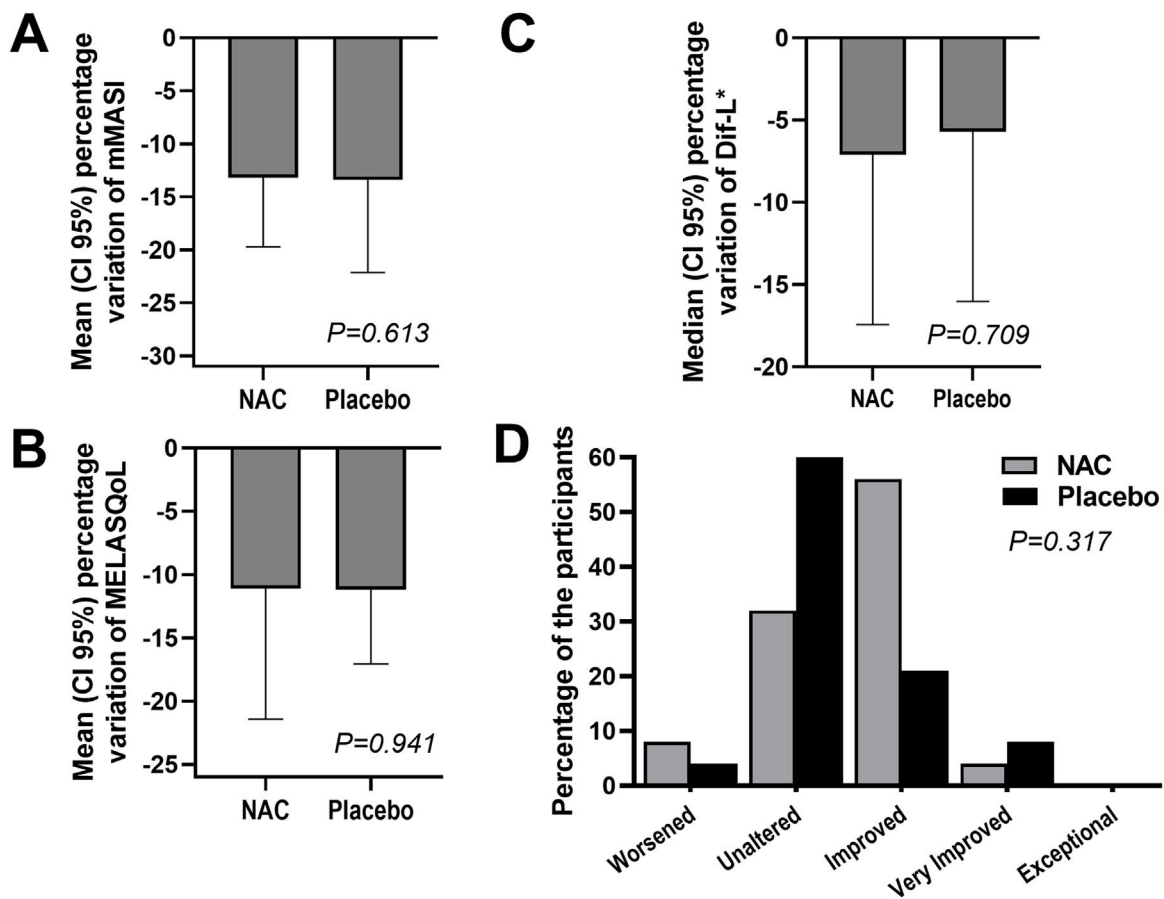 A
Mean (CI 95%) percentage
variation of mMASI
0
-5
-10
-15
-20
-25
-30
P=0.613
NAC Placebo
C
Median (CI 95%) percentage
variation of Dif-L*
0
-5
-10
-15
-20
P=0.709
NAC Placebo
B
Mean (CI 95%) percentage
variation of MELASQoL
0
-5
-10
-15
-20
-25
P=0.941
NAC Placebo
D
Percentage of the participants
60
50
40
30
20
10
0
NAC
Placebo
P=0.317
Worsened
Unaltered
Improved
Very Improved
Exceptional